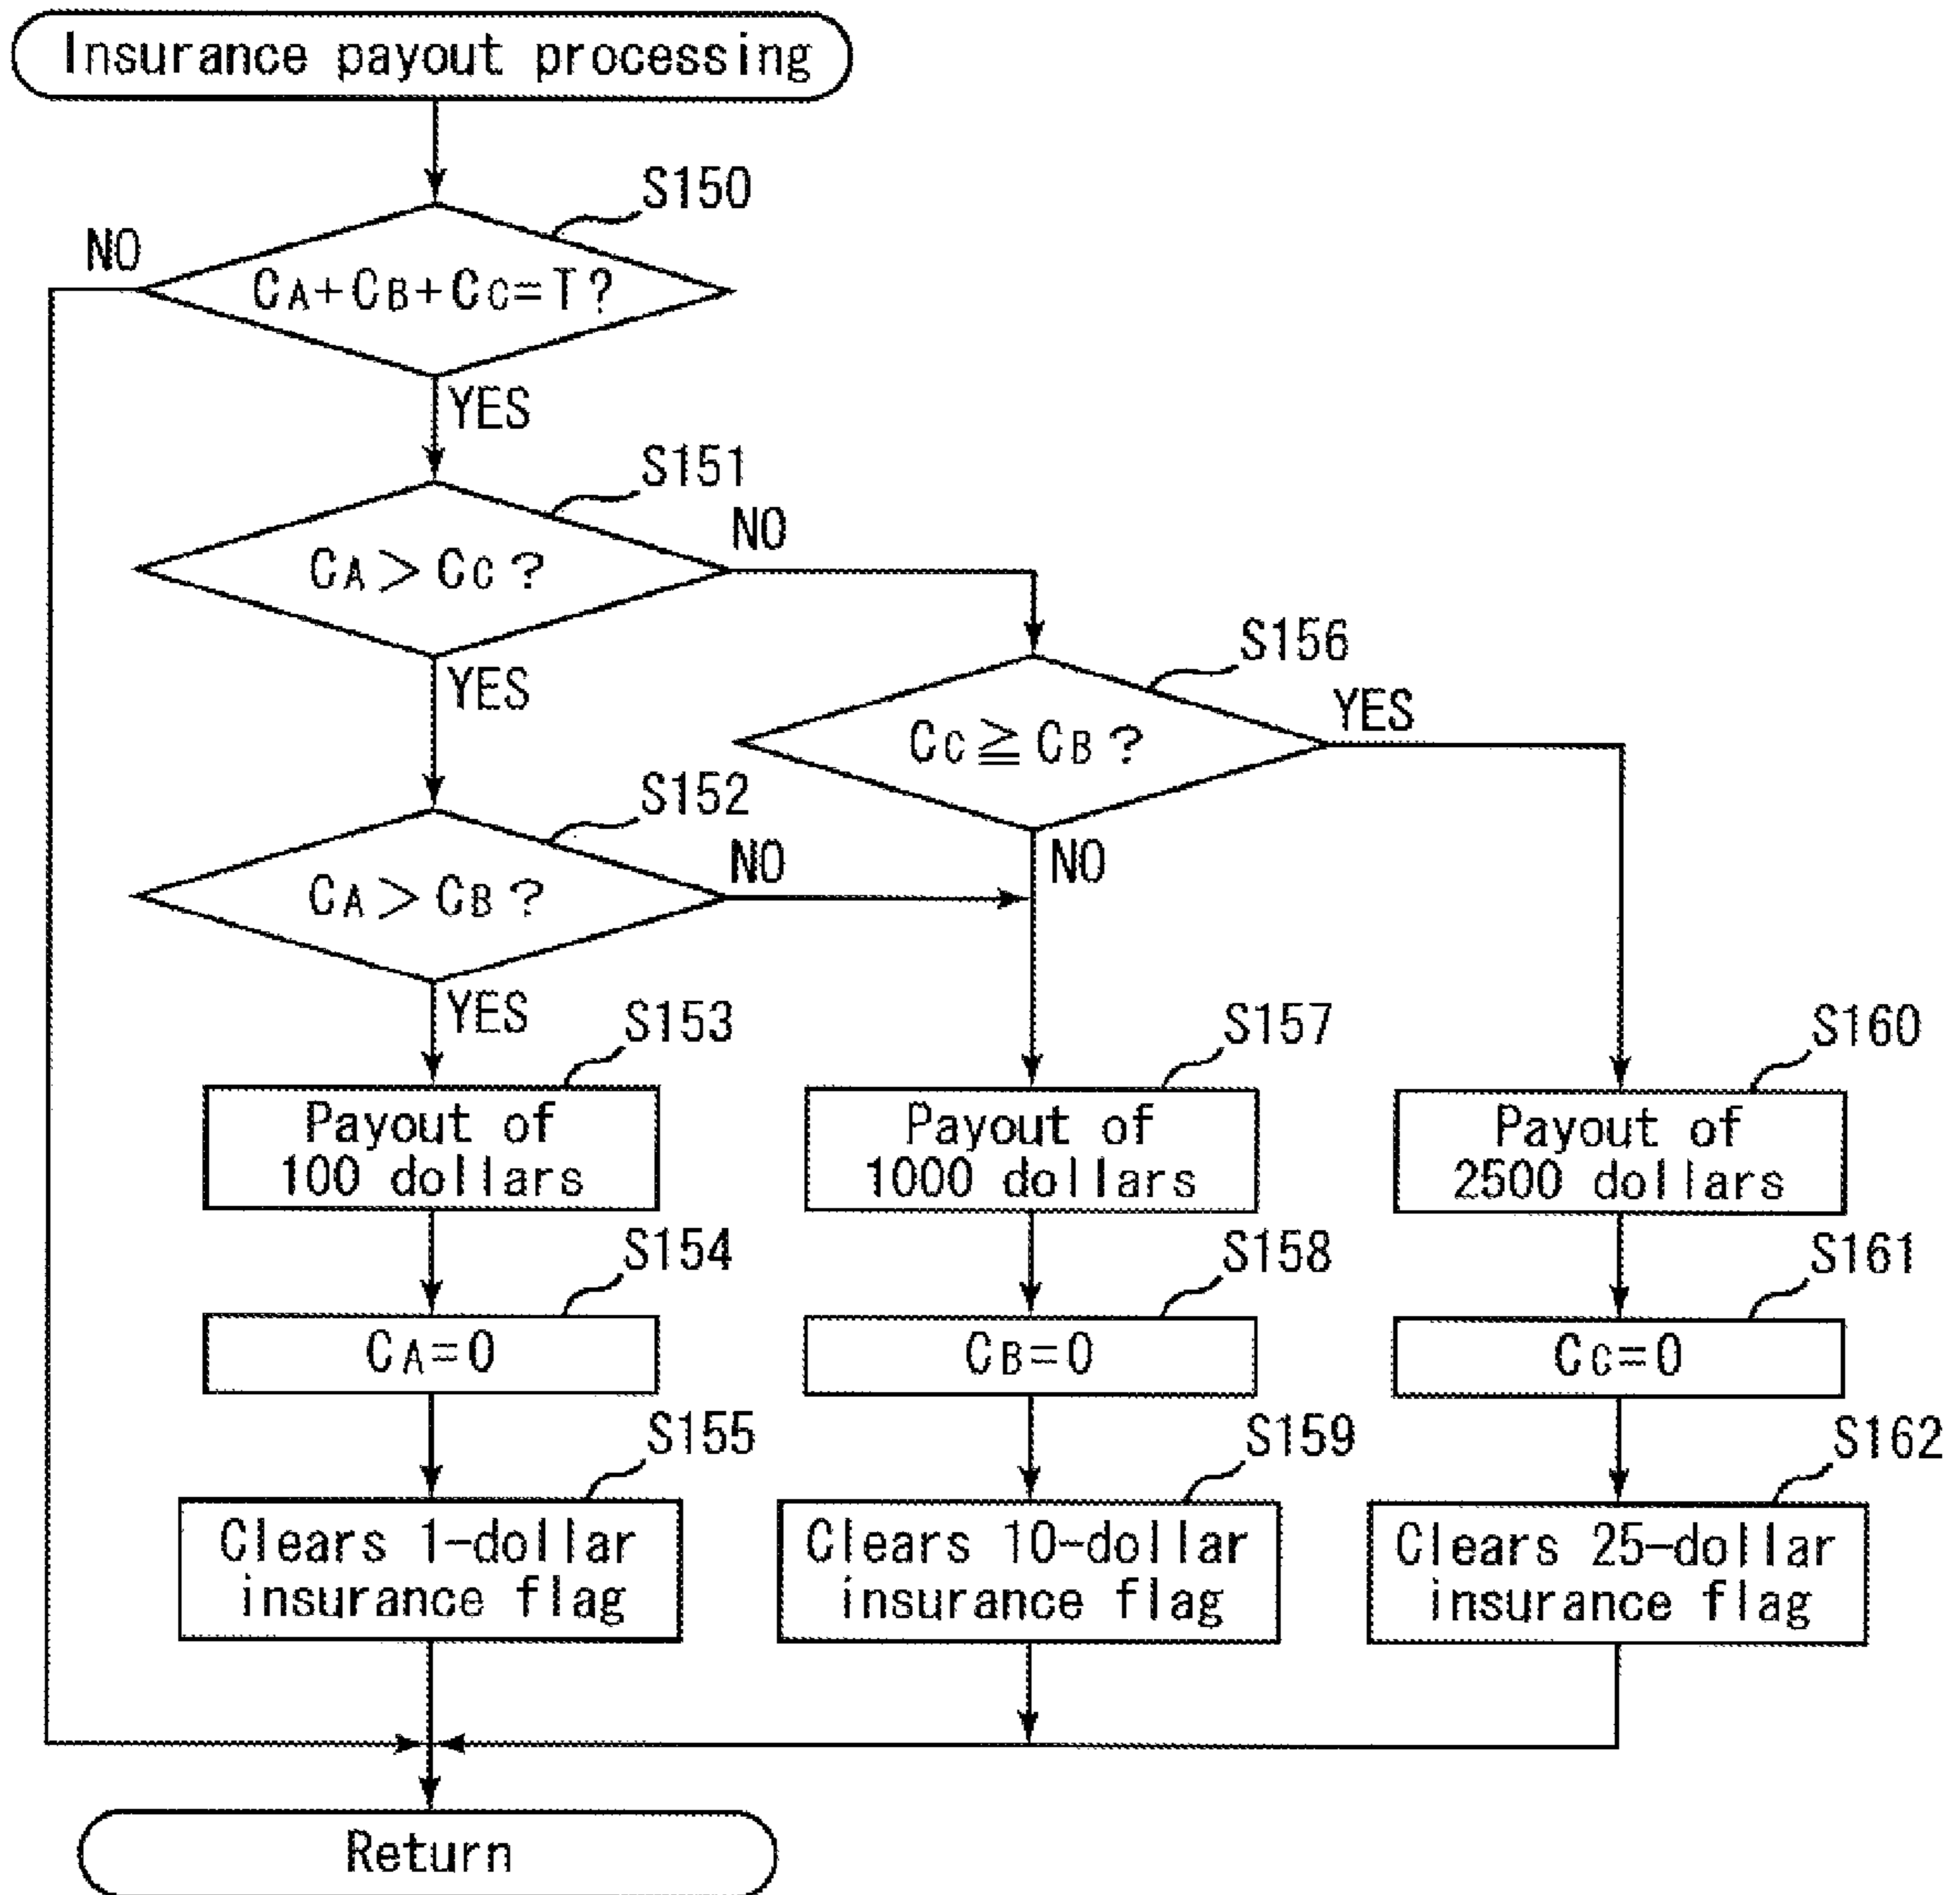 Insurance payout processing
S150
NO
CA+CB+CC=T?
YES
S151
NO
CA>CC?
YES
S156
CC≧CB?
YES
NO
S152
CA>CB?
NO
YES
S153
Payout of
100 dollars
S157
Payout of
1000 dollars
S160
Payout of
2500 dollars
S154
CA=0
S158
CB=0
S161
CC=0
S155
Clears 1-dollar
insurance flag
S159
Clears 10-dollar
insurance flag
S162
Clears 25-dollar
insurance flag
Return